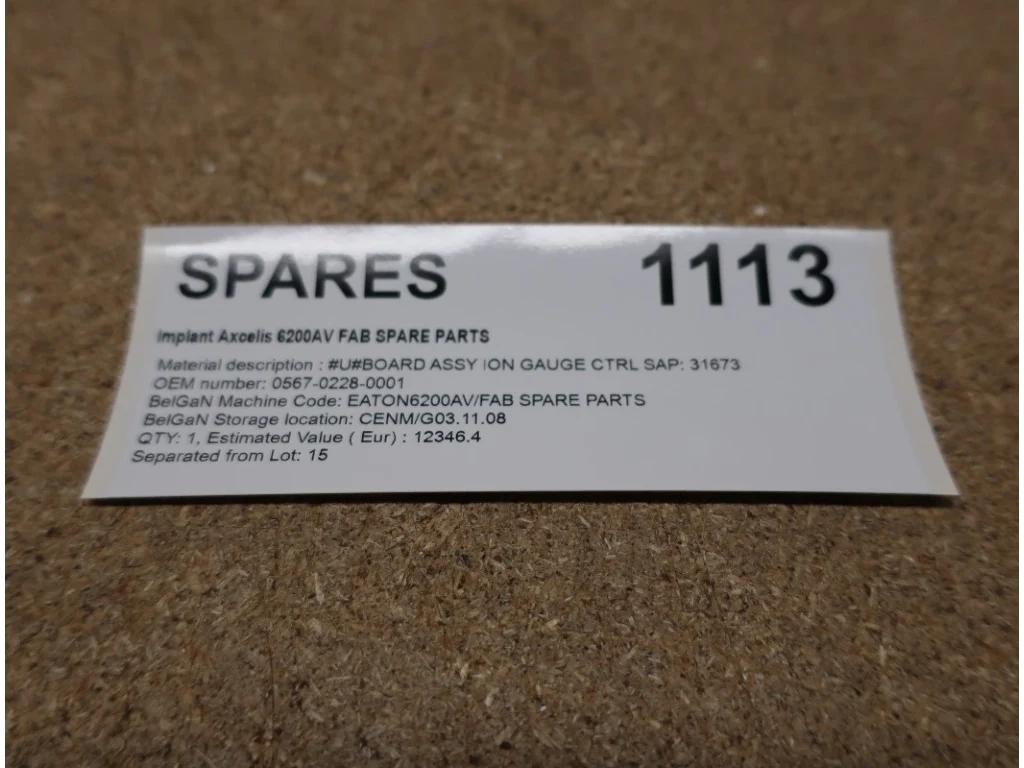 SPARES 1113
Implant Axcelis 6200AV FAB SPARE PARTS
Material description : #U#BOARD ASSY ION GAUGE CTRL SAP: 31673
OEM number: 0567-0228-0001
BelGaN Machine Code: EATON6200AV/FAB SPARE PARTS
BelGaN Storage location: CENM/G03.11.08
QTY: 1, Estimated Value ( Eur) : 12346.4
Separated from Lot: 15